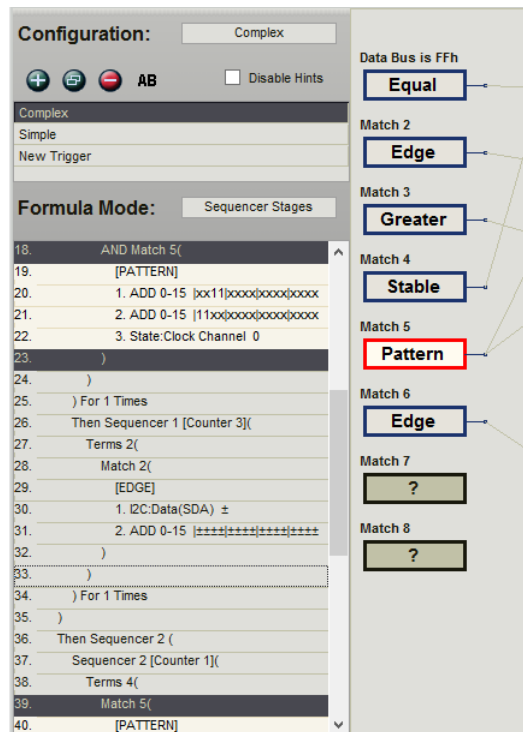 Configuration: Complex
AB Disable Hints
Complex
Simple
New Trigger
Formula Mode: Sequencer Stages
18. AND Match 5(
19. [PATTERN]
20. 1. ADD 0-15 |xx11|xxxx|xxxx|xxxx
21. 2. ADD 0-15 |11xx|xxxx|xxxx|xxxx
22. 3. State:Clock Channel 0
23. )
24. )
25. ) For 1 Times
26. Then Sequencer 1 [Counter 3](
27. Terms 2(
28. Match 2(
29. [EDGE]
30. 1. I2C:Data(SDA) ±
31. 2. ADD 0-15 |±±±±|±±±±|±±±±|±±±±
32. )
33. )
34. ) For 1 Times
35. )
36. Then Sequencer 2 (
37. Sequencer 2 [Counter 1](
38. Terms 4(
39. Match 5(
40. [PATTERN]
Data Bus is FFh
Equal
Match 2
Edge
Match 3
Greater
Match 4
Stable
Match 5
Pattern
Match 6
Edge
Match 7
?
Match 8
?